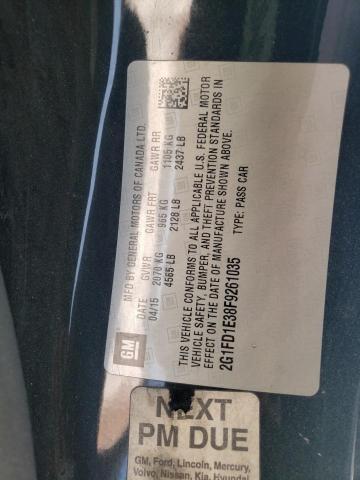 GM
MFD BY GENERAL MOTORS OF CANADA LTD.
DATE GVWR GAWR FRT GAWR RR
04/15 2070 KG 965 KG 1105 KG
4565 LB 2128 LB 2437 LB
THIS VEHICLE CONFORMS TO ALL APPLICABLE U.S. FEDERAL MOTOR
VEHICLE SAFETY, BUMPER, AND THEFT PREVENTION STANDARDS IN
EFFECT ON THE DATE OF MANUFACTURE SHOWN ABOVE.
2G1FD1E38F9261035 TYPE: PASS CAR
NEXT
PM DUE
GM, Ford, Lincoln, Mercury,
Volvo, Nissan, Kia, Hyundai